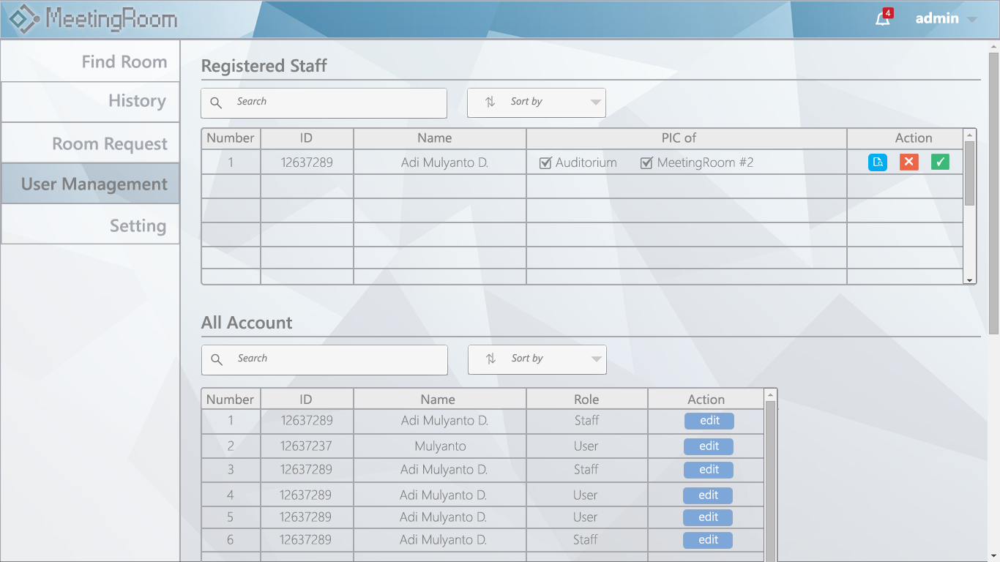 MeetingRoom
4
admin
Find Room
History
Room Request
User Management
Setting
Registered Staff
Search
Sort by
Number ID Name PIC of Action
1 12637289 Adi Mulyanto D. Auditorium MeetingRoom #2
All Account
Search
Sort by
Number ID Name Role Action
1 12637289 Adi Mulyanto D. Staff edit
2 12637237 Mulyanto User edit
3 12637289 Adi Mulyanto D. Staff edit
4 12637289 Adi Mulyanto D. User edit
5 12637289 Adi Mulyanto D. User edit
6 12637289 Adi Mulyanto D. Staff edit